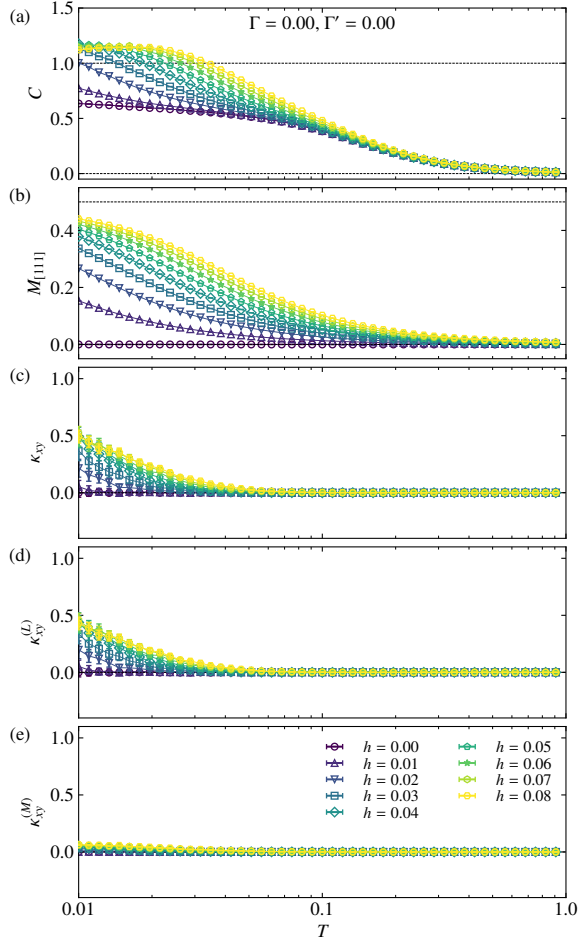 (a)
Γ = 0.00, Γ′ = 0.00
1.5
1.0
0.5
0.0
C
(b)
0.4
0.2
0.0
M[111]
(c)
1.0
0.5
0.0
κxy
(d)
1.0
0.5
0.0
κxy(L)
(e)
1.0
0.5
0.0
κxy(M)
h = 0.00
h = 0.01
h = 0.02
h = 0.03
h = 0.04
h = 0.05
h = 0.06
h = 0.07
h = 0.08
0.01
0.1
1.0
T